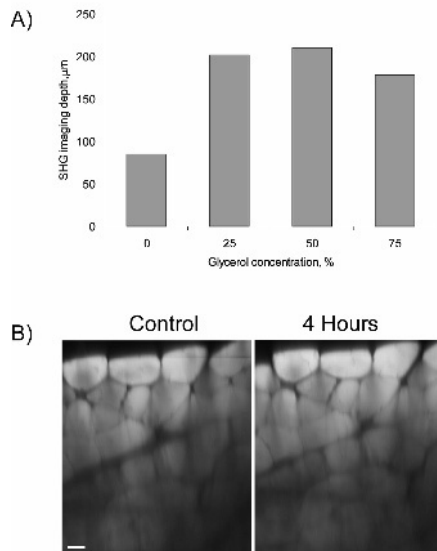 A)
SHG imaging depth,µm
250
200
150
100
50
0
0 25 50 75
Glycerol concentration, %
B)
Control 4 Hours